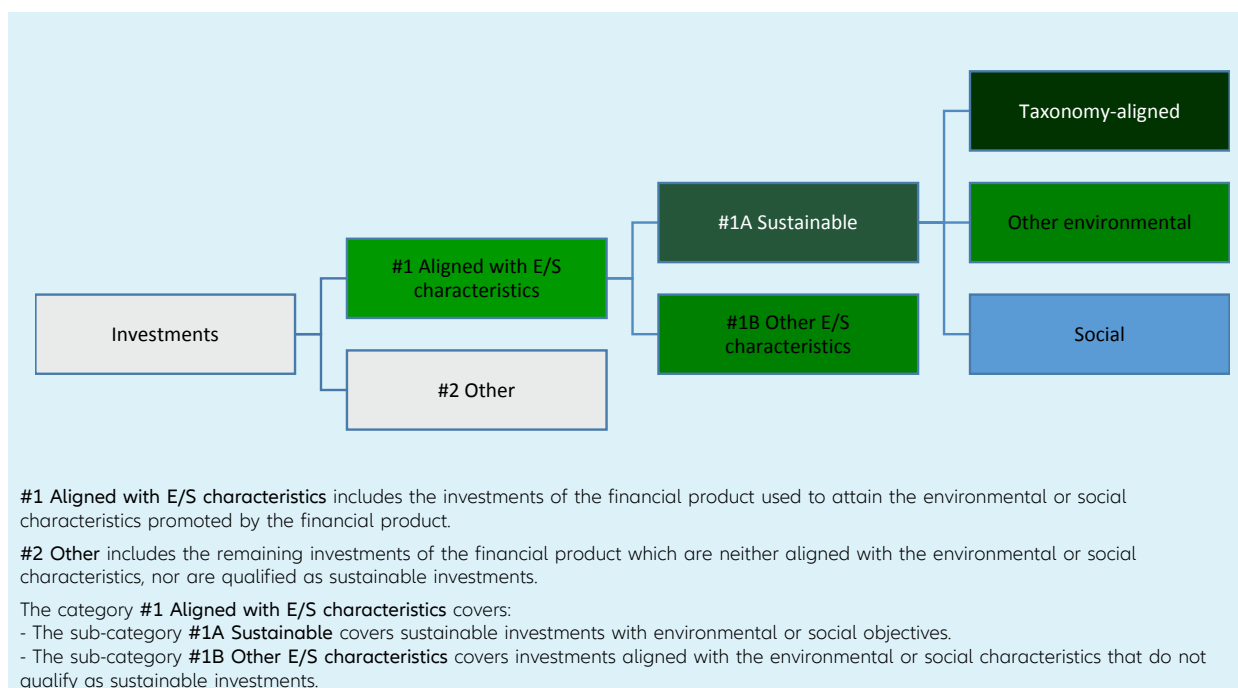 Taxonomy-aligned
#1A Sustainable
Other environmental
#1 Aligned with E/S
characteristics
#1B Other E/S
characteristics
Investments
Social
#2 Other
#1 Aligned with E/S characteristics includes the investments of the financial product used to attain the environmental or social
characteristics promoted by the financial product.
#2 Other includes the remaining investments of the financial product which are neither aligned with the environmental or social
characteristics, nor are qualified as sustainable investments.
The category #1 Aligned with E/S characteristics covers:
- The sub-category #1A Sustainable covers sustainable investments with environmental or social objectives.
- The sub-category #1B Other E/S characteristics covers investments aligned with the environmental or social characteristics that do not
qualify as sustainable investments.